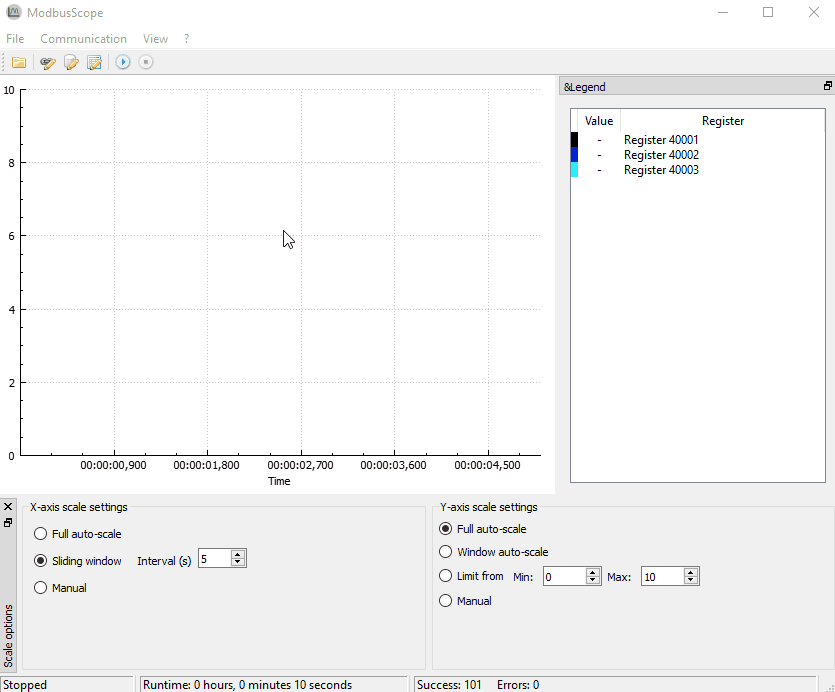 ModbusScope
File Communication View ?
&Legend
Value Register
- Register 40001
- Register 40002
- Register 40003
10
8
6
4
2
0
00:00:00,900 00:00:01,800 00:00:02,700 00:00:03,600 00:00:04,500
Time
Scale options
X-axis scale settings
Full auto-scale
Sliding window Interval (s) 5
Manual
Y-axis scale settings
Full auto-scale
Window auto-scale
Limit from Min: 0 Max: 10
Manual
Stopped Runtime: 0 hours, 0 minutes 10 seconds Success: 101 Errors: 0